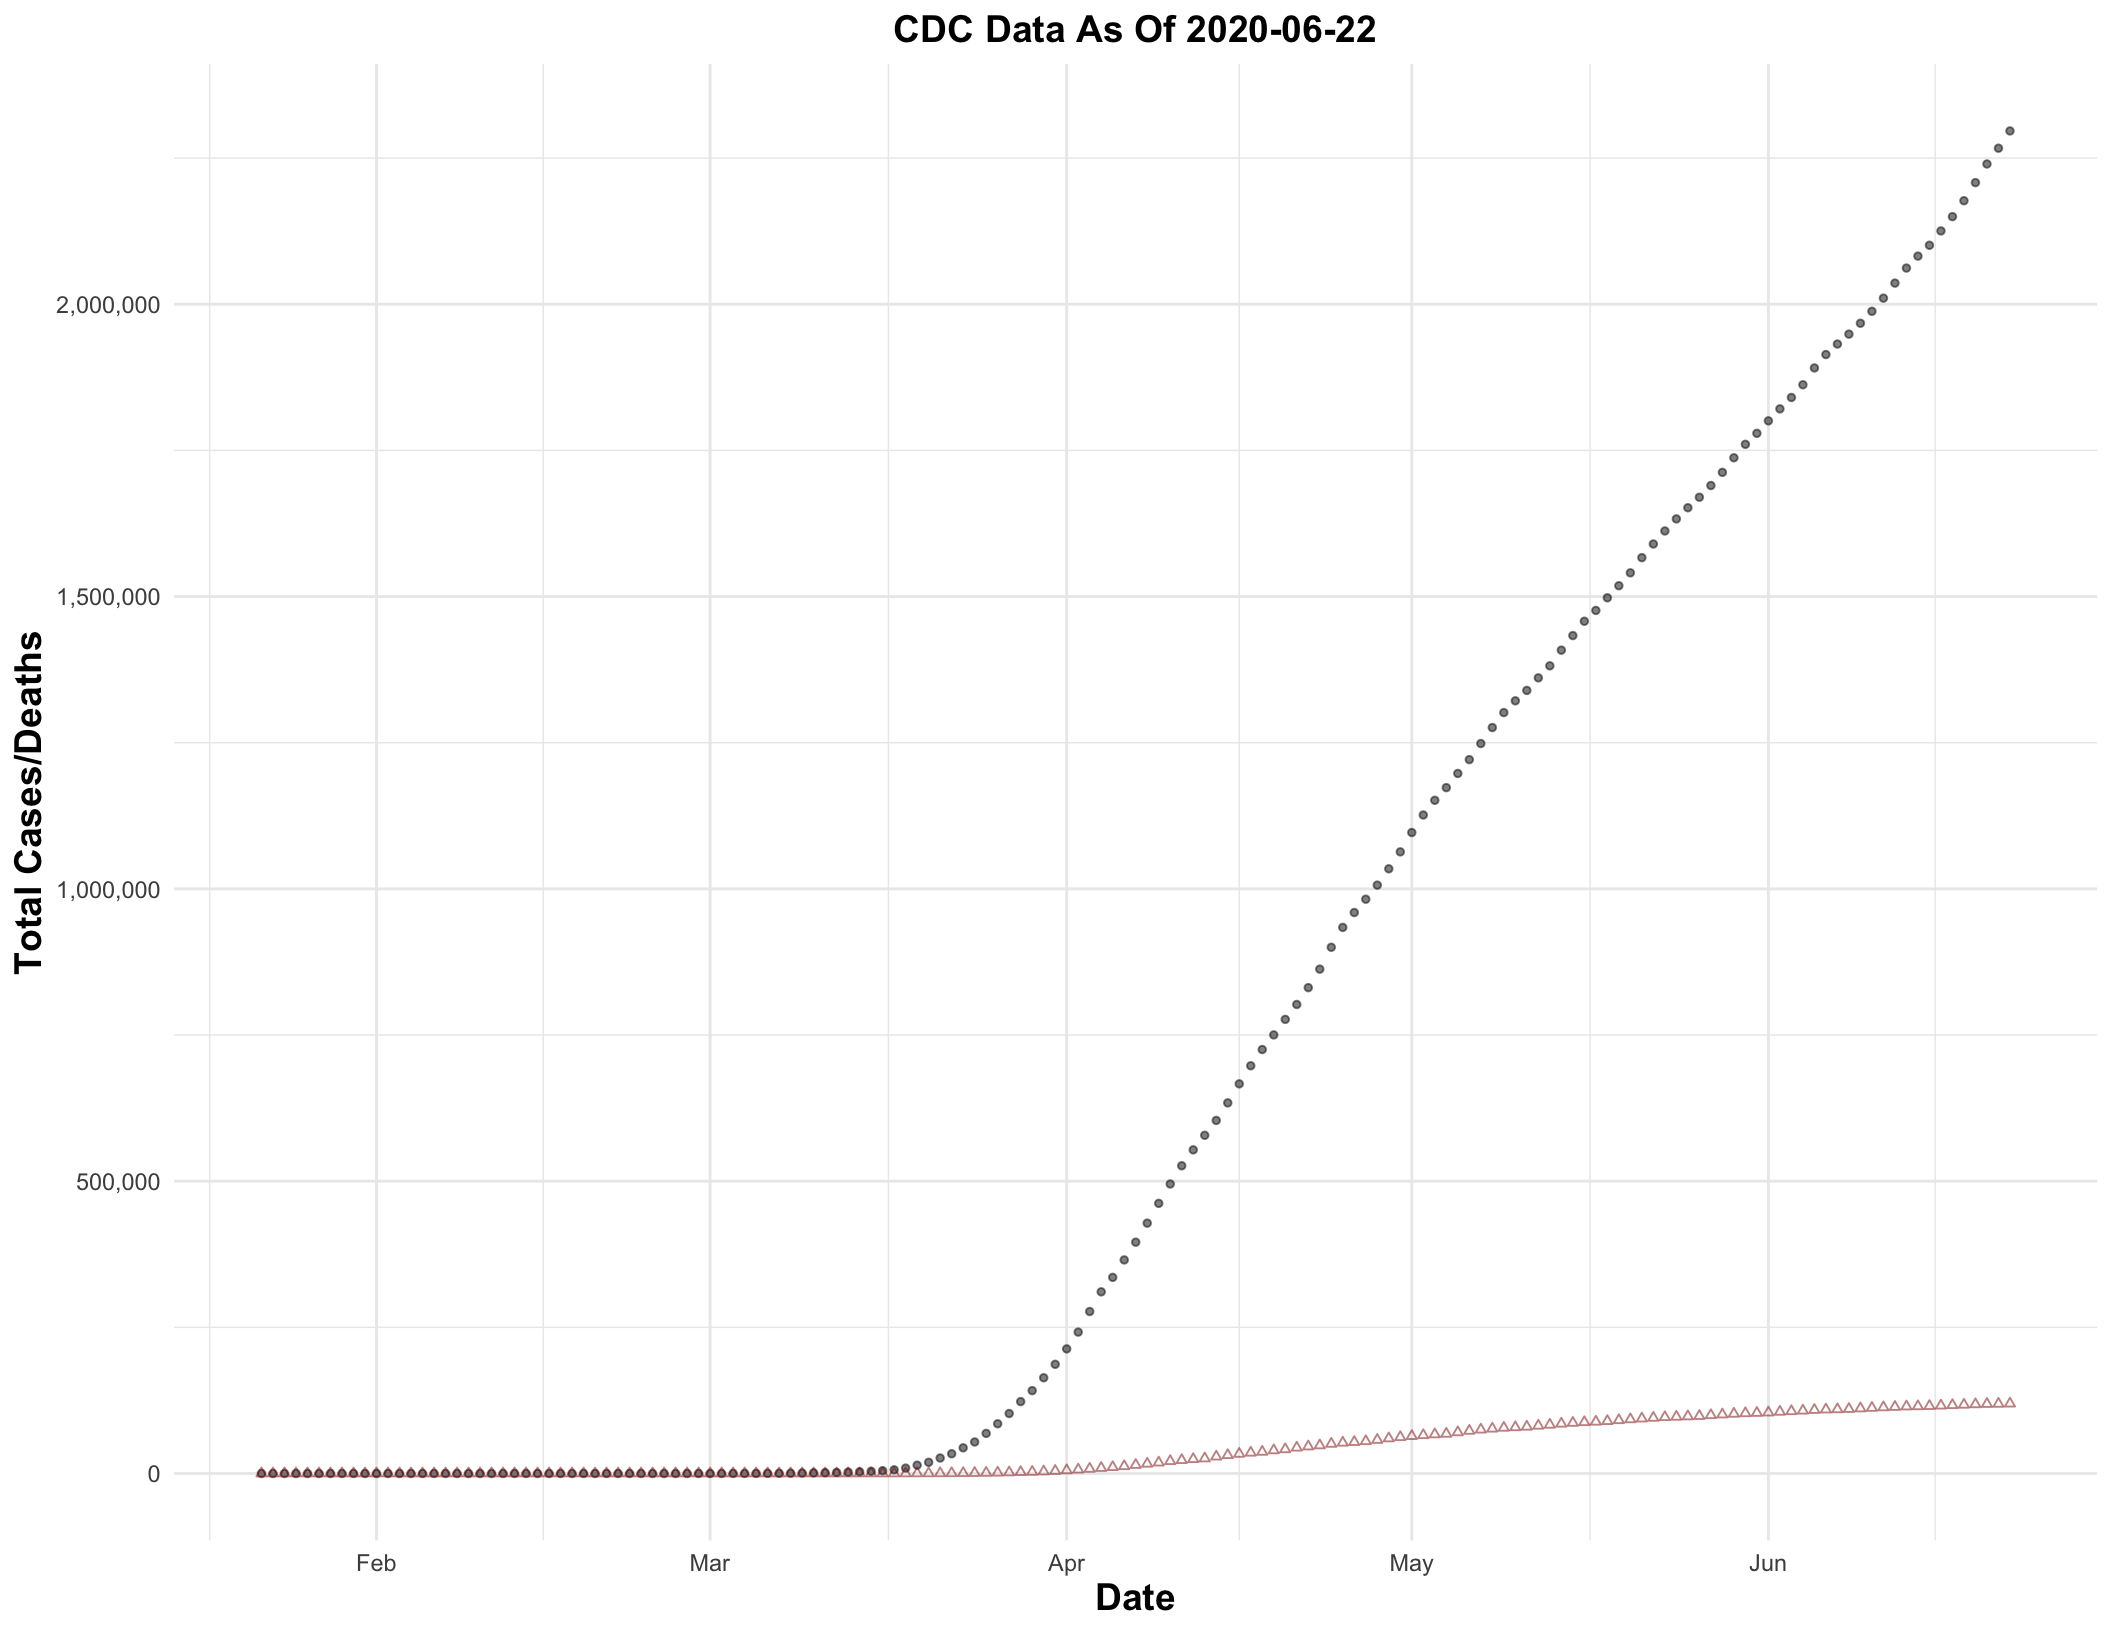 CDC Data As Of 2020-06-22
Total Cases/Deaths
2,000,000
1,500,000
1,000,000
500,000
0
Feb
Mar
Apr
May
Jun
Date